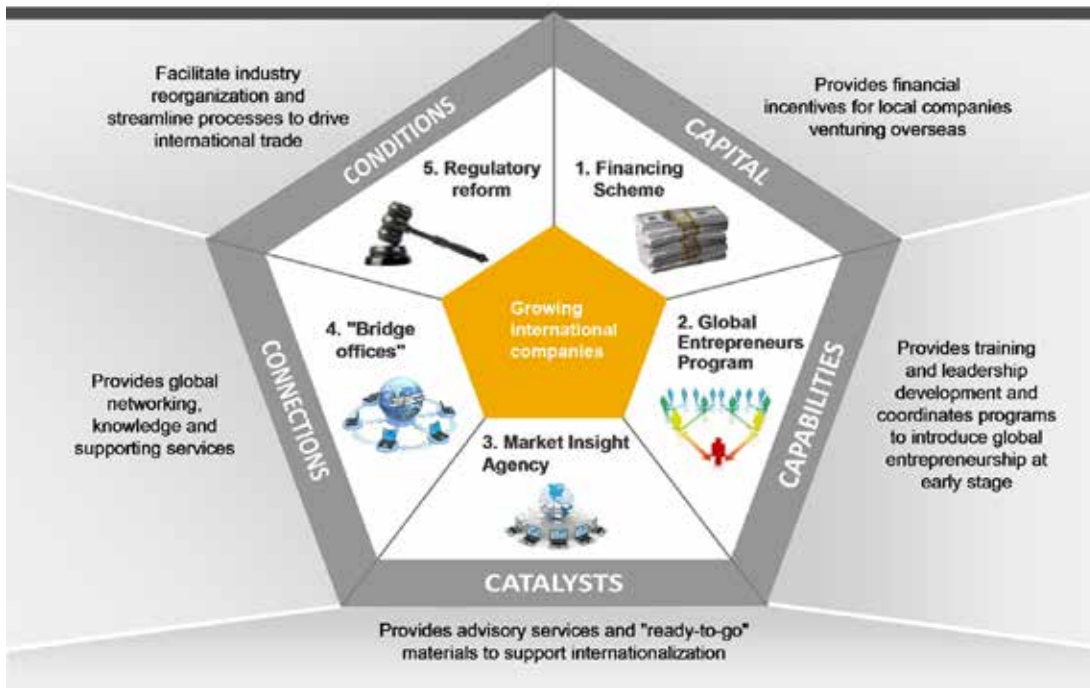 Facilitate industry
reorganization and
streamline processes to drive
international trade
Provides financial
incentives for local companies
venturing overseas
CONDITIONS
CAPITAL
5. Regulatory
reform
1. Financing
Scheme
Growing
international
companies
4. "Bridge
offices"
2. Global
Entrepreneurs
Program
CONNECTIONS
CAPABILITIES
Provides global
networking,
knowledge and
supporting services
Provides training
and leadership
development and
coordinates programs
to introduce global
entrepreneurship at
early stage
3. Market Insight
Agency
CATALYSTS
Provides advisory services and "ready-to-go"
materials to support internationalization